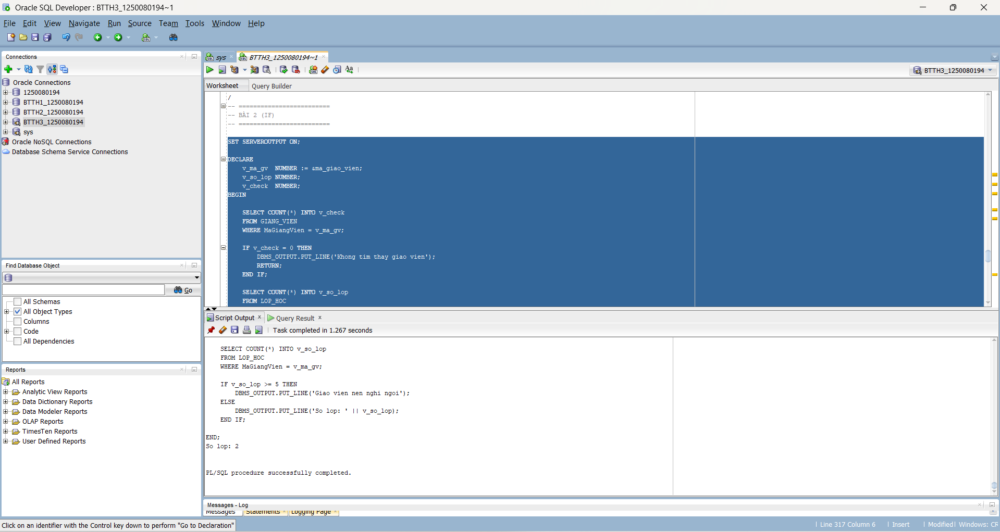 Oracle SQL Developer : BTTH3_1250080194~1
File Edit View Navigate Run Source Team Tools Window Help
Connections
Oracle Connections
1250080194
BTTH1_1250080194
BTTH2_1250080194
BTTH3_1250080194
sys
Oracle NoSQL Connections
Database Schema Service Connections
Find Database Object
Go
All Schemas
All Object Types
Columns
Code
All Dependencies
Reports
All Reports
Analytic View Reports
Data Dictionary Reports
Data Modeler Reports
OLAP Reports
TimesTen Reports
User Defined Reports
sys
BTTH3_1250080194~1
BTTH3_1250080194
Worksheet Query Builder
/
-- =========================
-- BÀI 2 (IF)
-- =========================
SET SERVEROUTPUT ON;
DECLARE
v_ma_gv NUMBER := &ma_giao_vien;
v_so_lop NUMBER;
v_check NUMBER;
BEGIN
SELECT COUNT(*) INTO v_check
FROM GIANG_VIEN
WHERE MaGiangVien = v_ma_gv;
IF v_check = 0 THEN
DBMS_OUTPUT.PUT_LINE('Khong tim thay giao vien');
RETURN;
END IF;
SELECT COUNT(*) INTO v_so_lop
FROM LOP_HOC
Script Output Query Result
Task completed in 1.267 seconds
SELECT COUNT(*) INTO v_so_lop
FROM LOP_HOC
WHERE MaGiangVien = v_ma_gv;
IF v_so_lop >= 5 THEN
DBMS_OUTPUT.PUT_LINE('Giao vien nen nghi ngoi');
ELSE
DBMS_OUTPUT.PUT_LINE('So lop: ' || v_so_lop);
END IF;
END;
So lop: 2
PL/SQL procedure successfully completed.
Messages - Log
Messages Statements Logging Page
Click on an identifier with the Control key down to perform "Go to Declaration"
Line 317 Column 6 Insert Modified Windows: CR